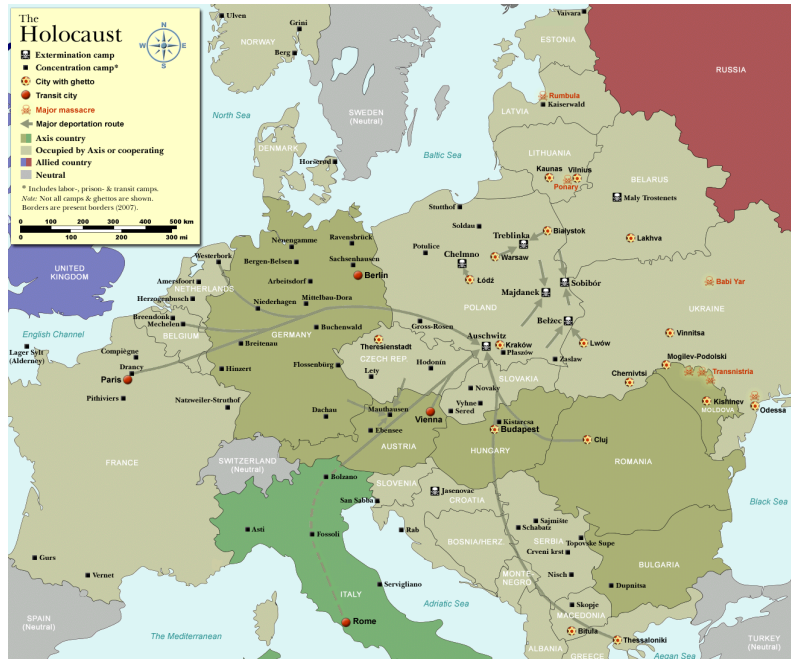 The
Holocaust
N
W
E
S
Extermination camp
Concentration camp*
City with ghetto
Transit city
Major massacre
Major deportation route
Axis country
Occupied by Axis or cooperating
Allied country
Neutral
* Includes labor-, prison- & transit camps.
Note: Not all camps & ghettos are shown.
Borders are present borders (2007).
0 100 200 300 400 500 km
0 100 200 300 mi
Ulven
Grini
NORWAY
Berg
Vaivara
ESTONIA
RUSSIA
North Sea
SWEDEN
(Neutral)
Rumbula
Kaiserwald
LATVIA
DENMARK
Horserød
Baltic Sea
LITHUANIA
Kaunas
Vilnius
Ponary
BELARUS
Maly Trostenets
Stutthof
Soldau
Treblinka
Białystok
Lakhva
Potulice
Chelmno
Warsaw
Łódź
Neuengamme
Ravensbrück
Bergen-Belsen
Sachsenhausen
Berlin
Arbeitsdorf
Westerbork
UNITED
KINGDOM
Amersfoort
NETHERLANDS
Herzogenbusch
Niederhagen
Mittelbau-Dora
Majdanek
Sobibór
Babi Yar
POLAND
Breendonk
Mechelen
BELGIUM
GERMANY
Buchenwald
Gross-Rosen
Bełżec
UKRAINE
English Channel
Lager Sylt
(Alderney)
Compiègne
Drancy
Paris
Breitenau
Theresienstadt
Auschwitz
Kraków
Płaszów
Lwów
Vinnitsa
Hinzert
Flossenbürg
CZECH REP.
Lety
Hodonín
Zaslaw
Mogilev-Podolski
SLOVAKIA
Chernivtsi
Transnistria
Pithiviers
Natzweiler-Struthof
Novaky
Vyhne
Sered
Kishinev
MOLDOVA
Odessa
Dachau
Mauthausen
Vienna
Ebensee
Kistarcsa
Budapest
Cluj
AUSTRIA
HUNGARY
FRANCE
SWITZERLAND
(Neutral)
ROMANIA
Bolzano
SLOVENIA
San Sabba
Jasenovac
CROATIA
Black Sea
Asti
Fossoli
Rab
Sajmište
Schabatz
SERBIA
Topovske Supe
BOSNIA/HERZ.
Crveni krst
Gurs
Vernet
Servigliano
Nisch
MONTE
NEGRO
BULGARIA
Dupnitsa
ITALY
Adriatic Sea
Skopje
MACEDONIA
SPAIN
(Neutral)
The Mediterranean
Rome
Bitula
Thessaloniki
ALBANIA
GREECE
Aegan Sea
TURKEY
(Neutral)